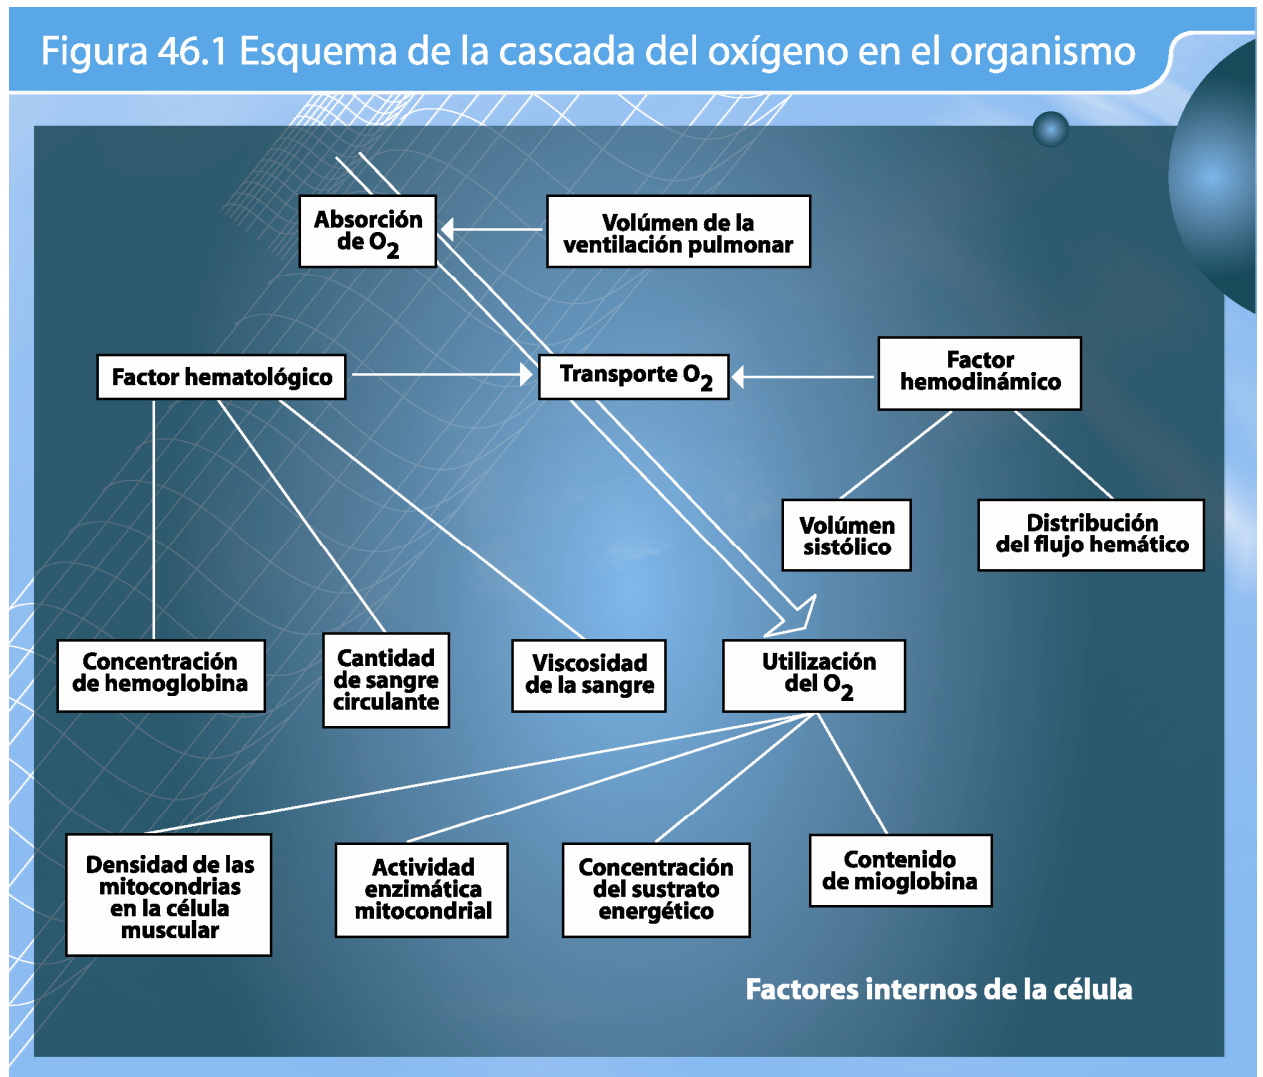 Figura 46.1 Esquema de la cascada del oxígeno en el organismo
Absorción
de O2
Volúmen de la
ventilación pulmonar
Factor hematológico
Transporte O2
Factor
hemodinámico
Volúmen
sistólico
Distribución
del flujo hemático
Concentración
de hemoglobina
Cantidad
de sangre
circulante
Viscosidad
de la sangre
Utilización
del O2
Densidad de las
mitocondrias
en la célula
muscular
Actividad
enzimática
mitocondrial
Concentración
del sustrato
energético
Contenido
de mioglobina
Factores internos de la célula